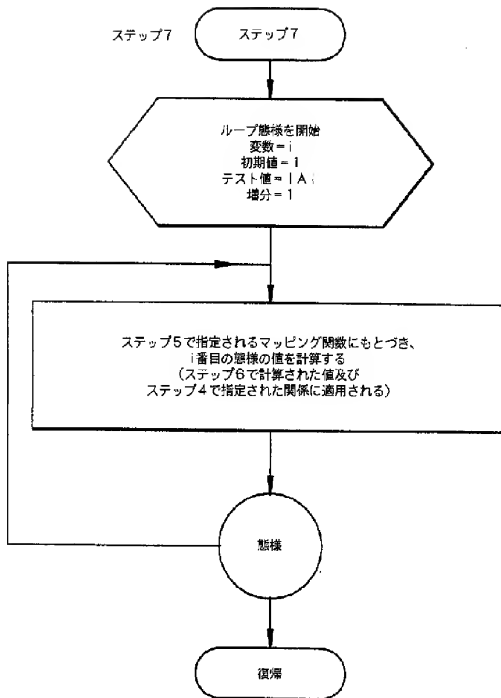 ステップ7
ステップ7
ループ態様を開始
変数=i
初期値=1
テスト値=|A|
増分=1
ステップ5で指定されるマッピング関数にもとづき、
i番目の態様の値を計算する
(ステップ6で計算された値及び
ステップ4で指定された関係に適用される)
態様
復帰